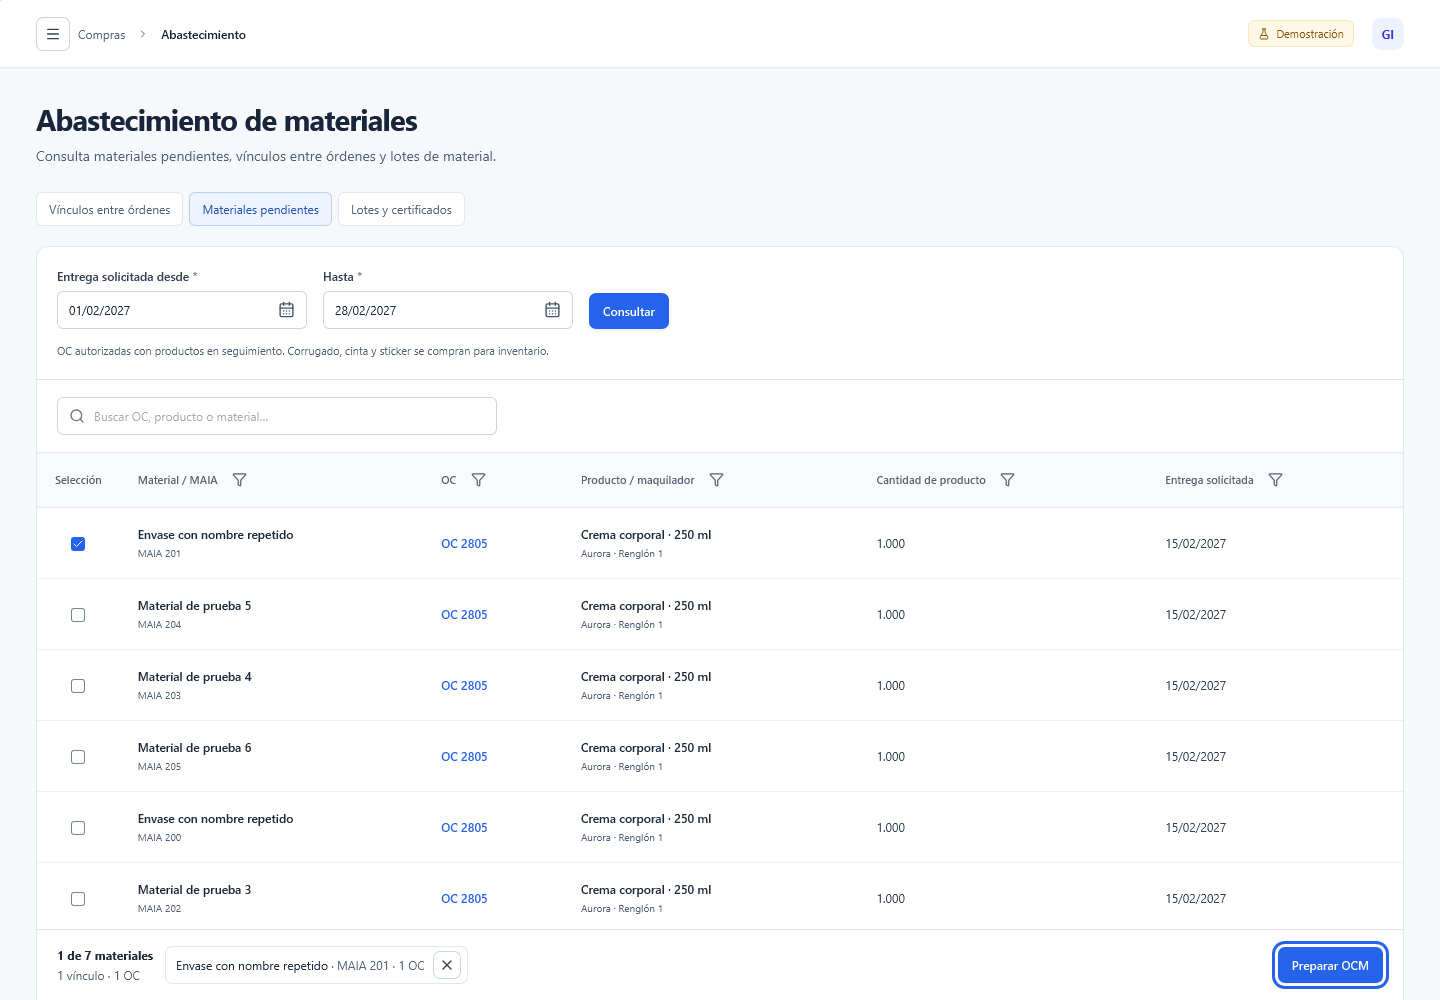 Compras > Abastecimiento
Demostración
GI
Abastecimiento de materiales
Consulta materiales pendientes, vínculos entre órdenes y lotes de material.
Vínculos entre órdenes Materiales pendientes Lotes y certificados
Entrega solicitada desde * Hasta *
01/02/2027 28/02/2027 Consultar
OC autorizadas con productos en seguimiento. Corrugado, cinta y sticker se compran para inventario.
Buscar OC, producto o material...
Selección Material / MAIA OC Producto / maquilador Cantidad de producto Entrega solicitada
Envase con nombre repetido OC 2805 Crema corporal · 250 ml 1.000 15/02/2027
MAIA 201 Aurora · Renglón 1
Material de prueba 5 OC 2805 Crema corporal · 250 ml 1.000 15/02/2027
MAIA 204 Aurora · Renglón 1
Material de prueba 4 OC 2805 Crema corporal · 250 ml 1.000 15/02/2027
MAIA 203 Aurora · Renglón 1
Material de prueba 6 OC 2805 Crema corporal · 250 ml 1.000 15/02/2027
MAIA 205 Aurora · Renglón 1
Envase con nombre repetido OC 2805 Crema corporal · 250 ml 1.000 15/02/2027
MAIA 200 Aurora · Renglón 1
Material de prueba 3 OC 2805 Crema corporal · 250 ml 1.000 15/02/2027
MAIA 202 Aurora · Renglón 1
1 de 7 materiales
1 vínculo · 1 OC
Envase con nombre repetido · MAIA 201 · 1 OC
Preparar OCM